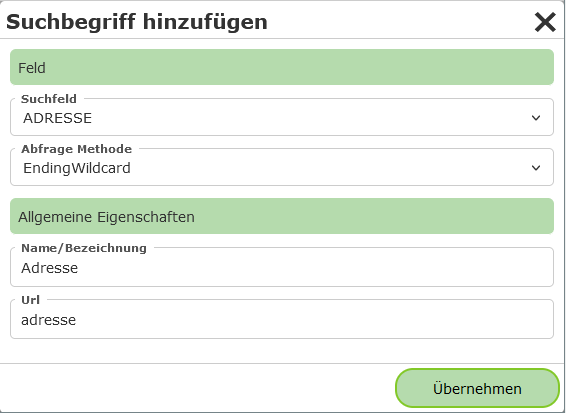 Suchbegriff hinzufügen
Feld
Suchfeld
ADRESSE
Abfrage Methode
EndingWildcard
Allgemeine Eigenschaften
Name/Bezeichnung
Adresse
Url
adresse
Übernehmen